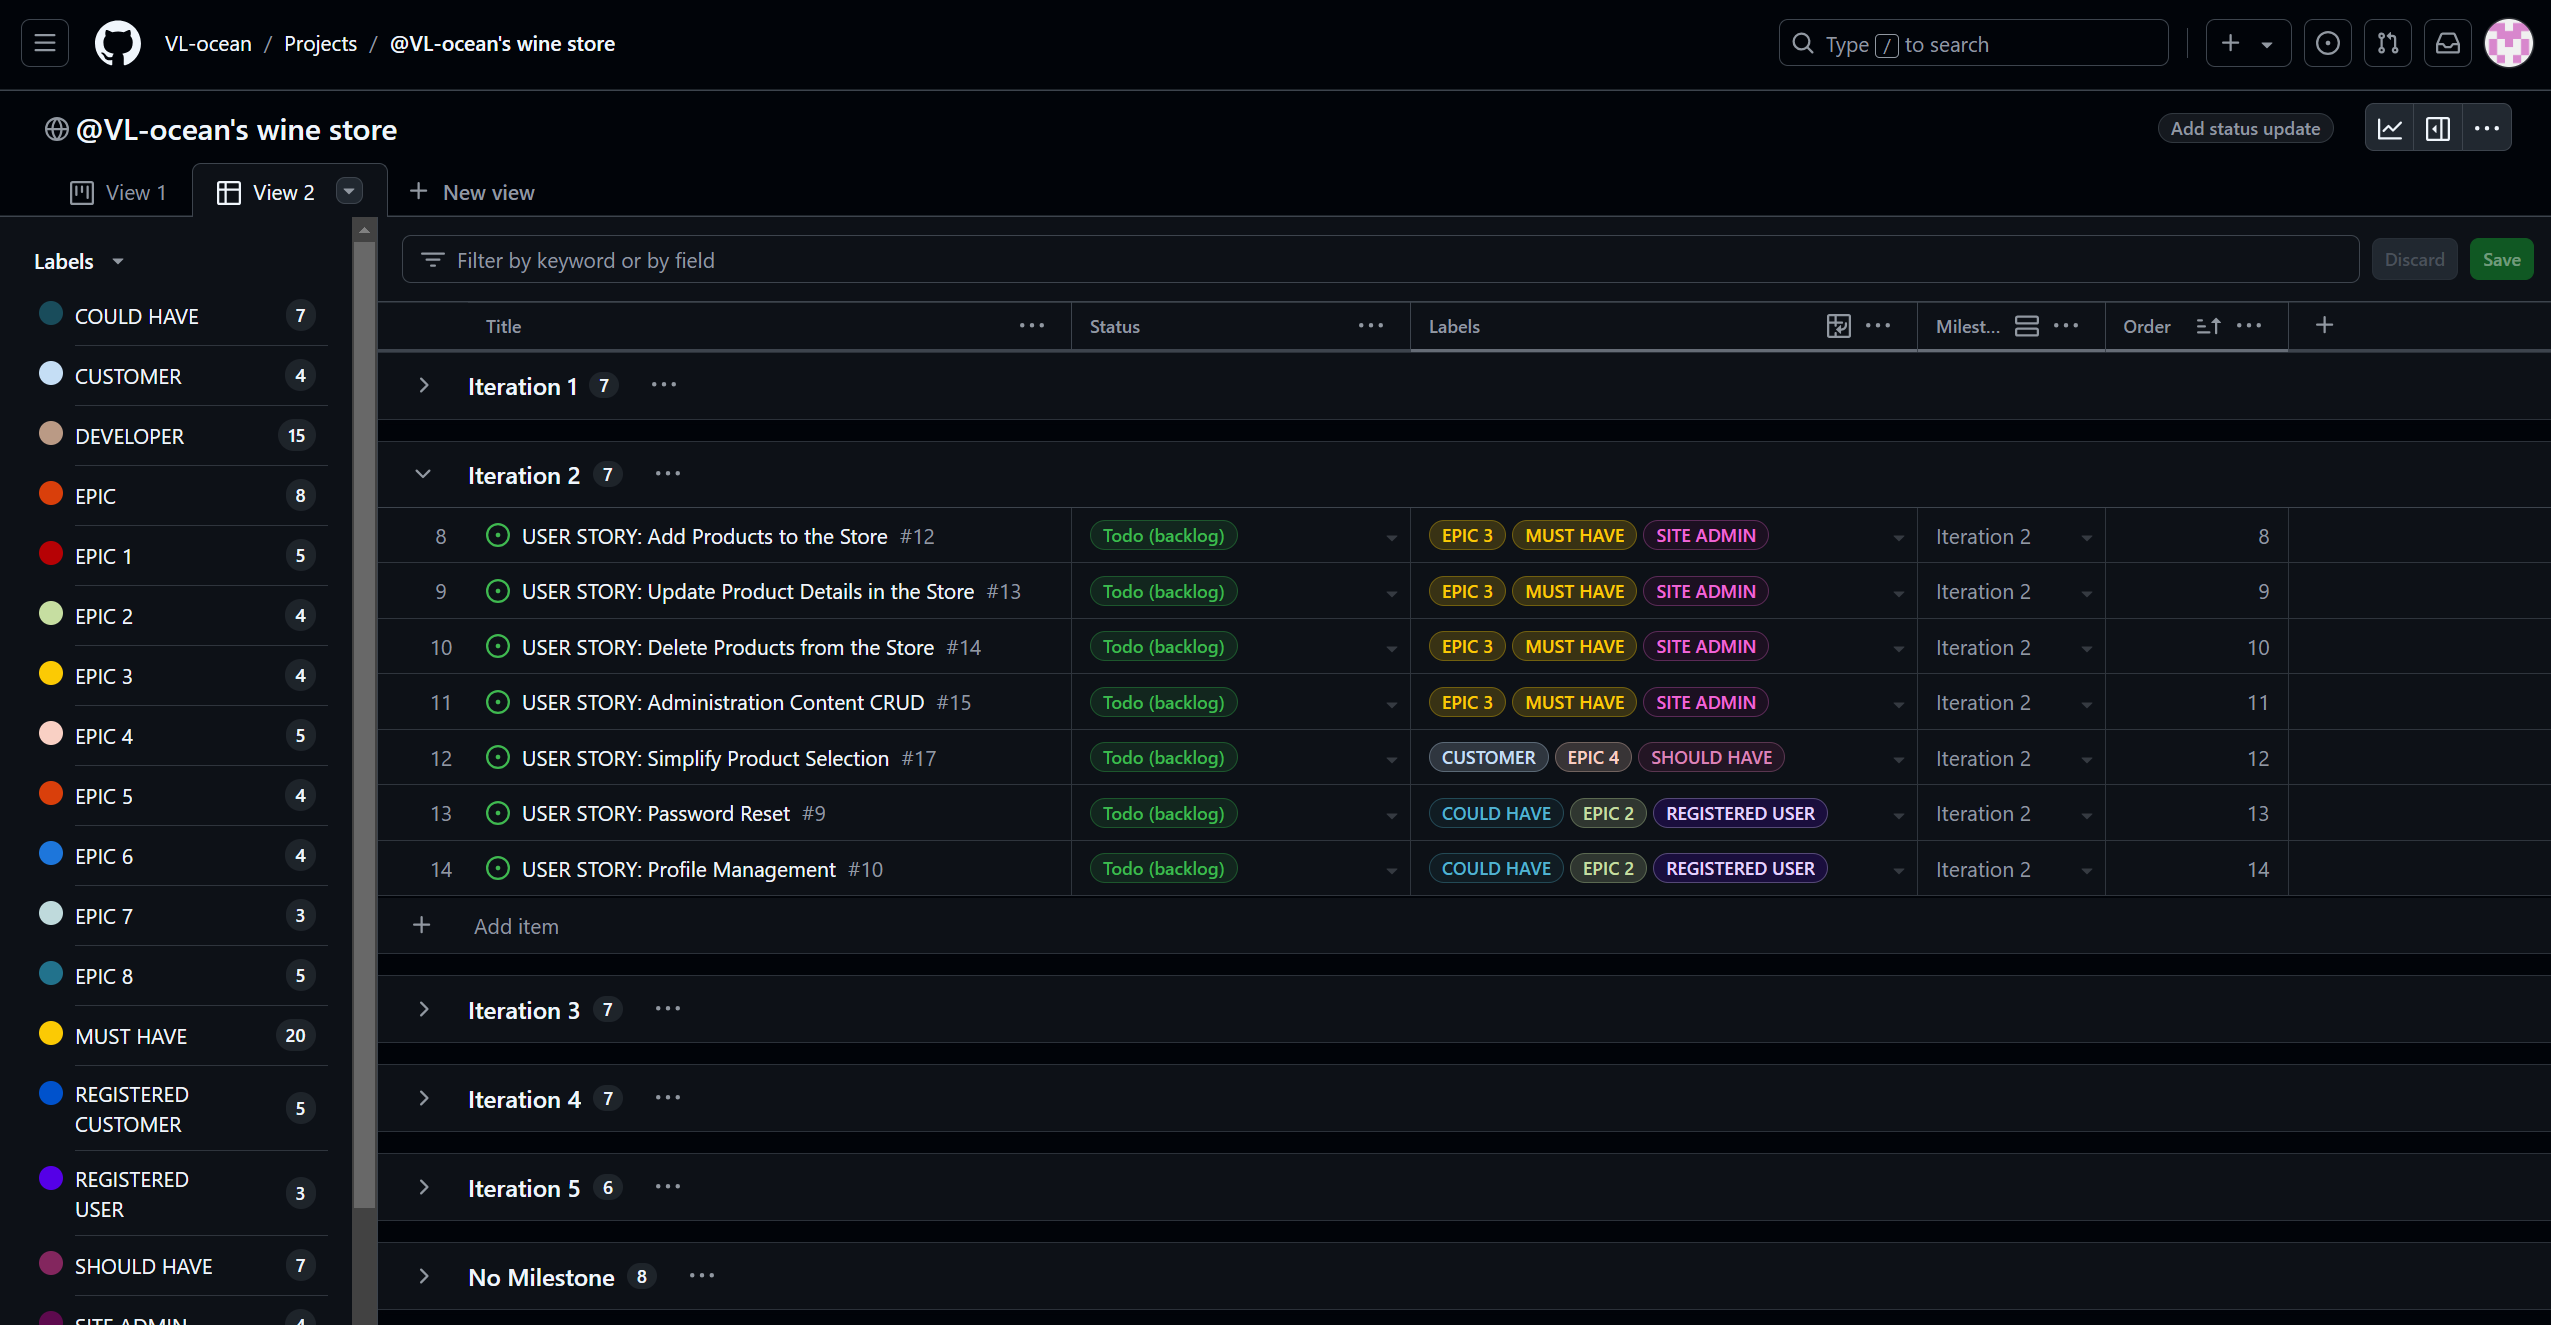 VL-ocean / Projects / @VL-ocean's wine store
Type / to search
@VL-ocean's wine store
Add status update
View 1
View 2
New view
Labels
COULD HAVE 7
CUSTOMER 4
DEVELOPER 15
EPIC 8
EPIC 1 5
EPIC 2 4
EPIC 3 4
EPIC 4 5
EPIC 5 4
EPIC 6 4
EPIC 7 3
EPIC 8 5
MUST HAVE 20
REGISTERED
CUSTOMER 5
REGISTERED
USER 3
SHOULD HAVE 7
SITE ADMIN 4
Filter by keyword or by field
Discard
Save
Title Status Labels Milest... Order
Iteration 1 7
Iteration 2 7
8 USER STORY: Add Products to the Store #12 Todo (backlog) EPIC 3 MUST HAVE SITE ADMIN Iteration 2 8
9 USER STORY: Update Product Details in the Store #13 Todo (backlog) EPIC 3 MUST HAVE SITE ADMIN Iteration 2 9
10 USER STORY: Delete Products from the Store #14 Todo (backlog) EPIC 3 MUST HAVE SITE ADMIN Iteration 2 10
11 USER STORY: Administration Content CRUD #15 Todo (backlog) EPIC 3 MUST HAVE SITE ADMIN Iteration 2 11
12 USER STORY: Simplify Product Selection #17 Todo (backlog) CUSTOMER EPIC 4 SHOULD HAVE Iteration 2 12
13 USER STORY: Password Reset #9 Todo (backlog) COULD HAVE EPIC 2 REGISTERED USER Iteration 2 13
14 USER STORY: Profile Management #10 Todo (backlog) COULD HAVE EPIC 2 REGISTERED USER Iteration 2 14
Add item
Iteration 3 7
Iteration 4 7
Iteration 5 6
No Milestone 8